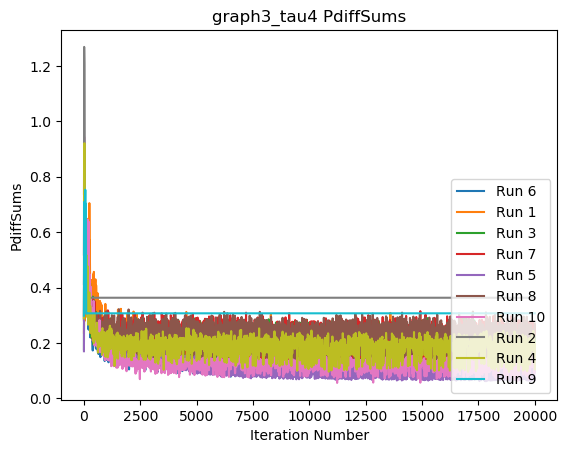 graph3_tau4 PdiffSums
PdiffSums
1.2
1.0
0.8
0.6
0.4
0.2
0.0
Run 6
Run 1
Run 3
Run 7
Run 5
Run 8
Run 10
Run 2
Run 4
Run 9
0 2500 5000 7500 10000 12500 15000 17500 20000
Iteration Number